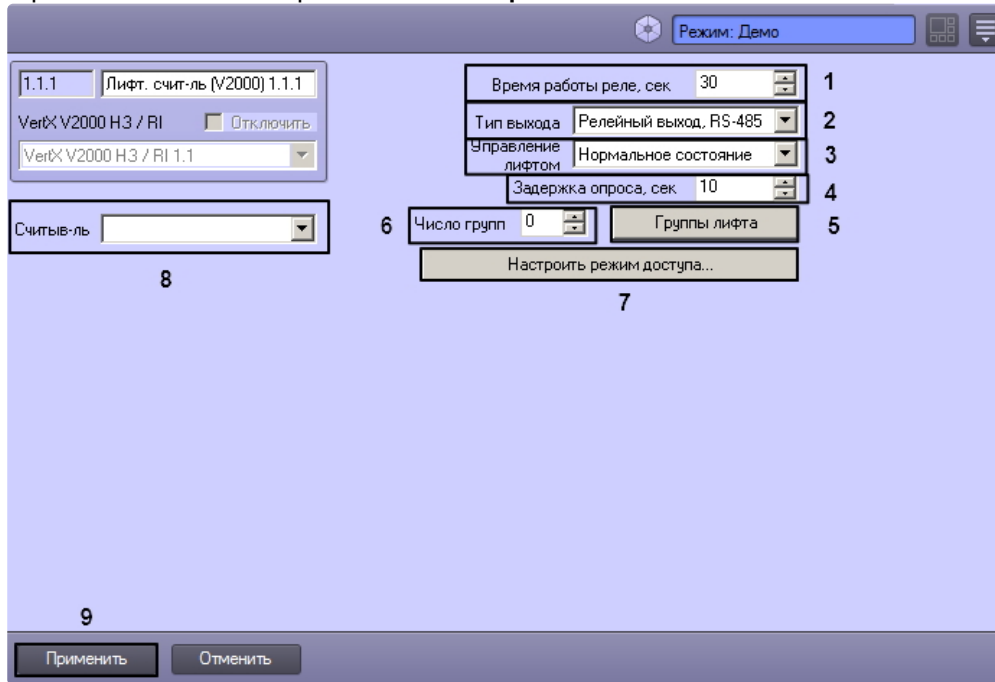 Режим: Демо
1.1.1 Лифт. счит-ль (V2000) 1.1.1
VertX V2000 НЗ / RI Отключить
VertX V2000 НЗ / RI 1.1
Считыв-ль
8
Время работы реле, сек 30 1
Тип выхода Релейный выход, RS-485 2
Управление лифтом Нормальное состояние 3
Задержка опроса, сек 10 4
6 Число групп 0 Группы лифта 5
Настроить режим доступа...
7
9
Применить Отменить